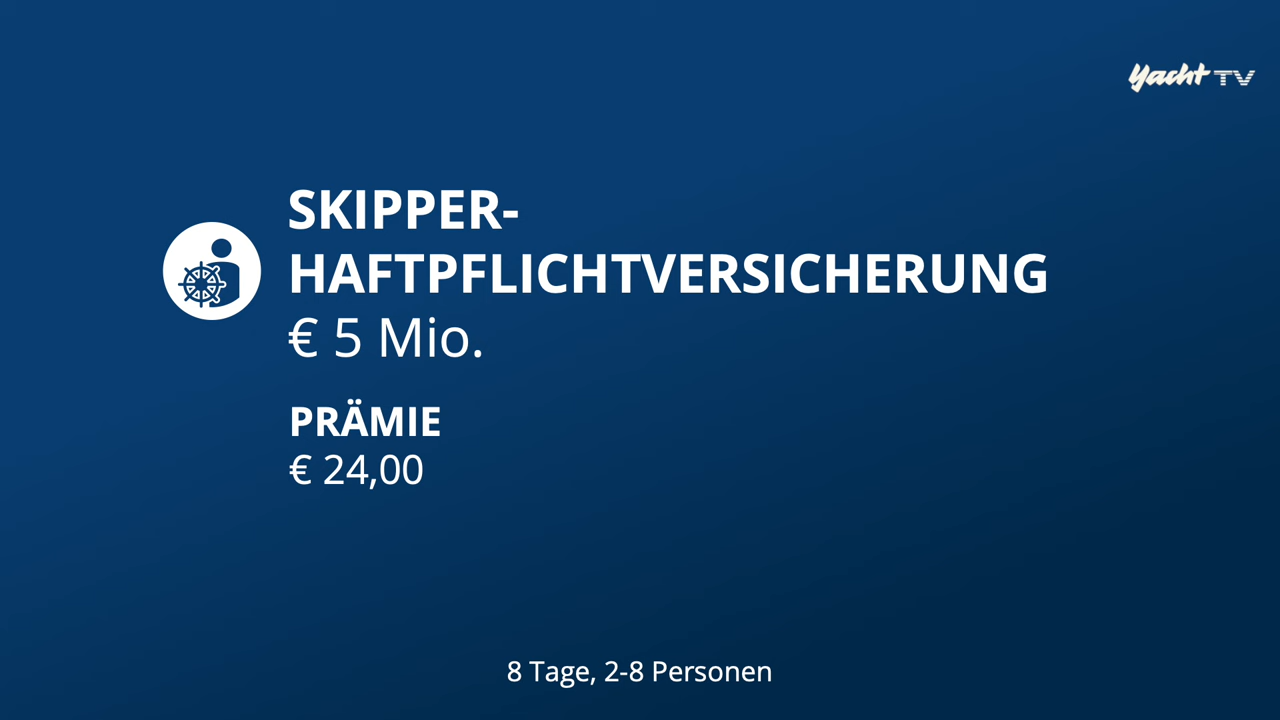 Yacht TV
SKIPPER-
HAFTPFLICHTVERSICHERUNG
€ 5 Mio.
PRÄMIE
€ 24,00
8 Tage, 2-8 Personen